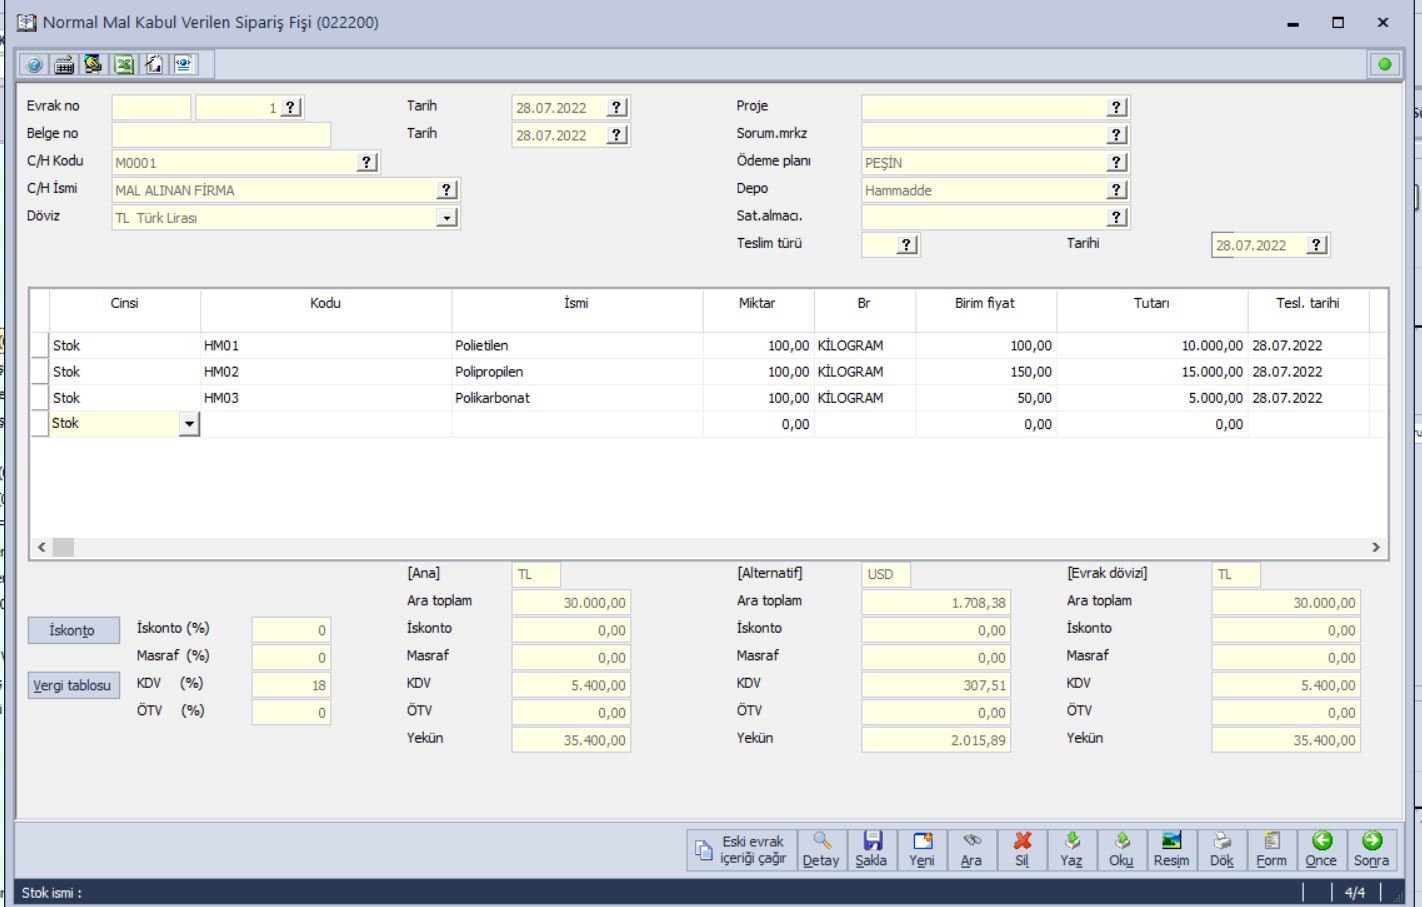 Normal Mal Kabul Verilen Sipariş Fişi (022200)
Evrak no 1 ? Tarih 28.07.2022 ? Proje ?
Belge no Tarih 28.07.2022 ? Sorum.mrkz ?
C/H Kodu M0001 ? Ödeme planı PEŞİN ?
C/H İsmi MAL ALINAN FİRMA ? Depo Hammadde ?
Döviz TL Türk Lirası Sat.almacı. ?
Teslim türü ? Tarihi 28.07.2022 ?
Cinsi Kodu İsmi Miktar Br Birim fiyat Tutarı Tesl. tarihi
Stok HM01 Polietilen 100,00 KİLOGRAM 100,00 10.000,00 28.07.2022
Stok HM02 Polipropilen 100,00 KİLOGRAM 150,00 15.000,00 28.07.2022
Stok HM03 Polikarbonat 100,00 KİLOGRAM 50,00 5.000,00 28.07.2022
Stok 0,00 0,00 0,00
[Ana] TL [Alternatif] USD [Evrak dövizi] TL
Ara toplam 30.000,00 Ara toplam 1.708,38 Ara toplam 30.000,00
İskonto İskonto (%) 0 İskonto 0,00 İskonto 0,00 İskonto 0,00
Masraf (%) 0 Masraf 0,00 Masraf 0,00 Masraf 0,00
Vergi tablosu KDV (%) 18 KDV 5.400,00 KDV 307,51 KDV 5.400,00
ÖTV (%) 0 ÖTV 0,00 ÖTV 0,00 ÖTV 0,00
Yekün 35.400,00 Yekün 2.015,89 Yekün 35.400,00
Eski evrak
içeriği çağır Detay Sakla Yeni Ara Sil Yaz Oku Resim Dök Form Once Sonra
Stok ismi : 4/4